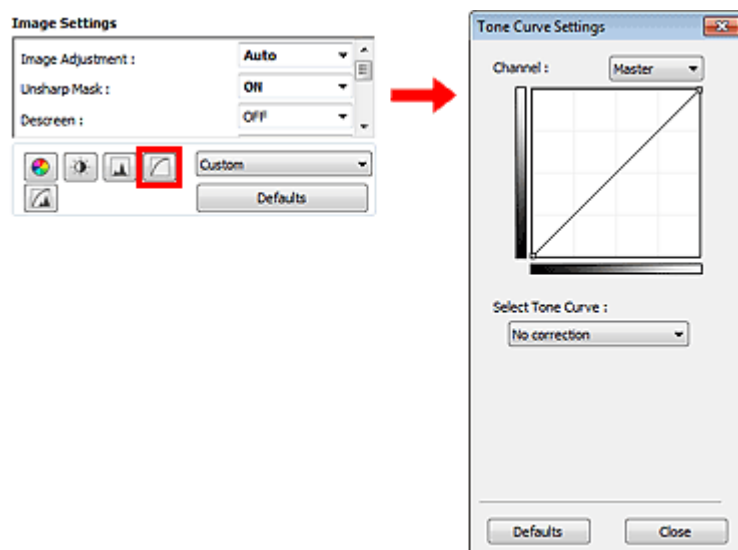 Image Settings
Image Adjustment : Auto
Unsharp Mask : ON
Descreen : OFF
Custom
Defaults
Tone Curve Settings
Channel : Master
Select Tone Curve :
No correction
Defaults Close